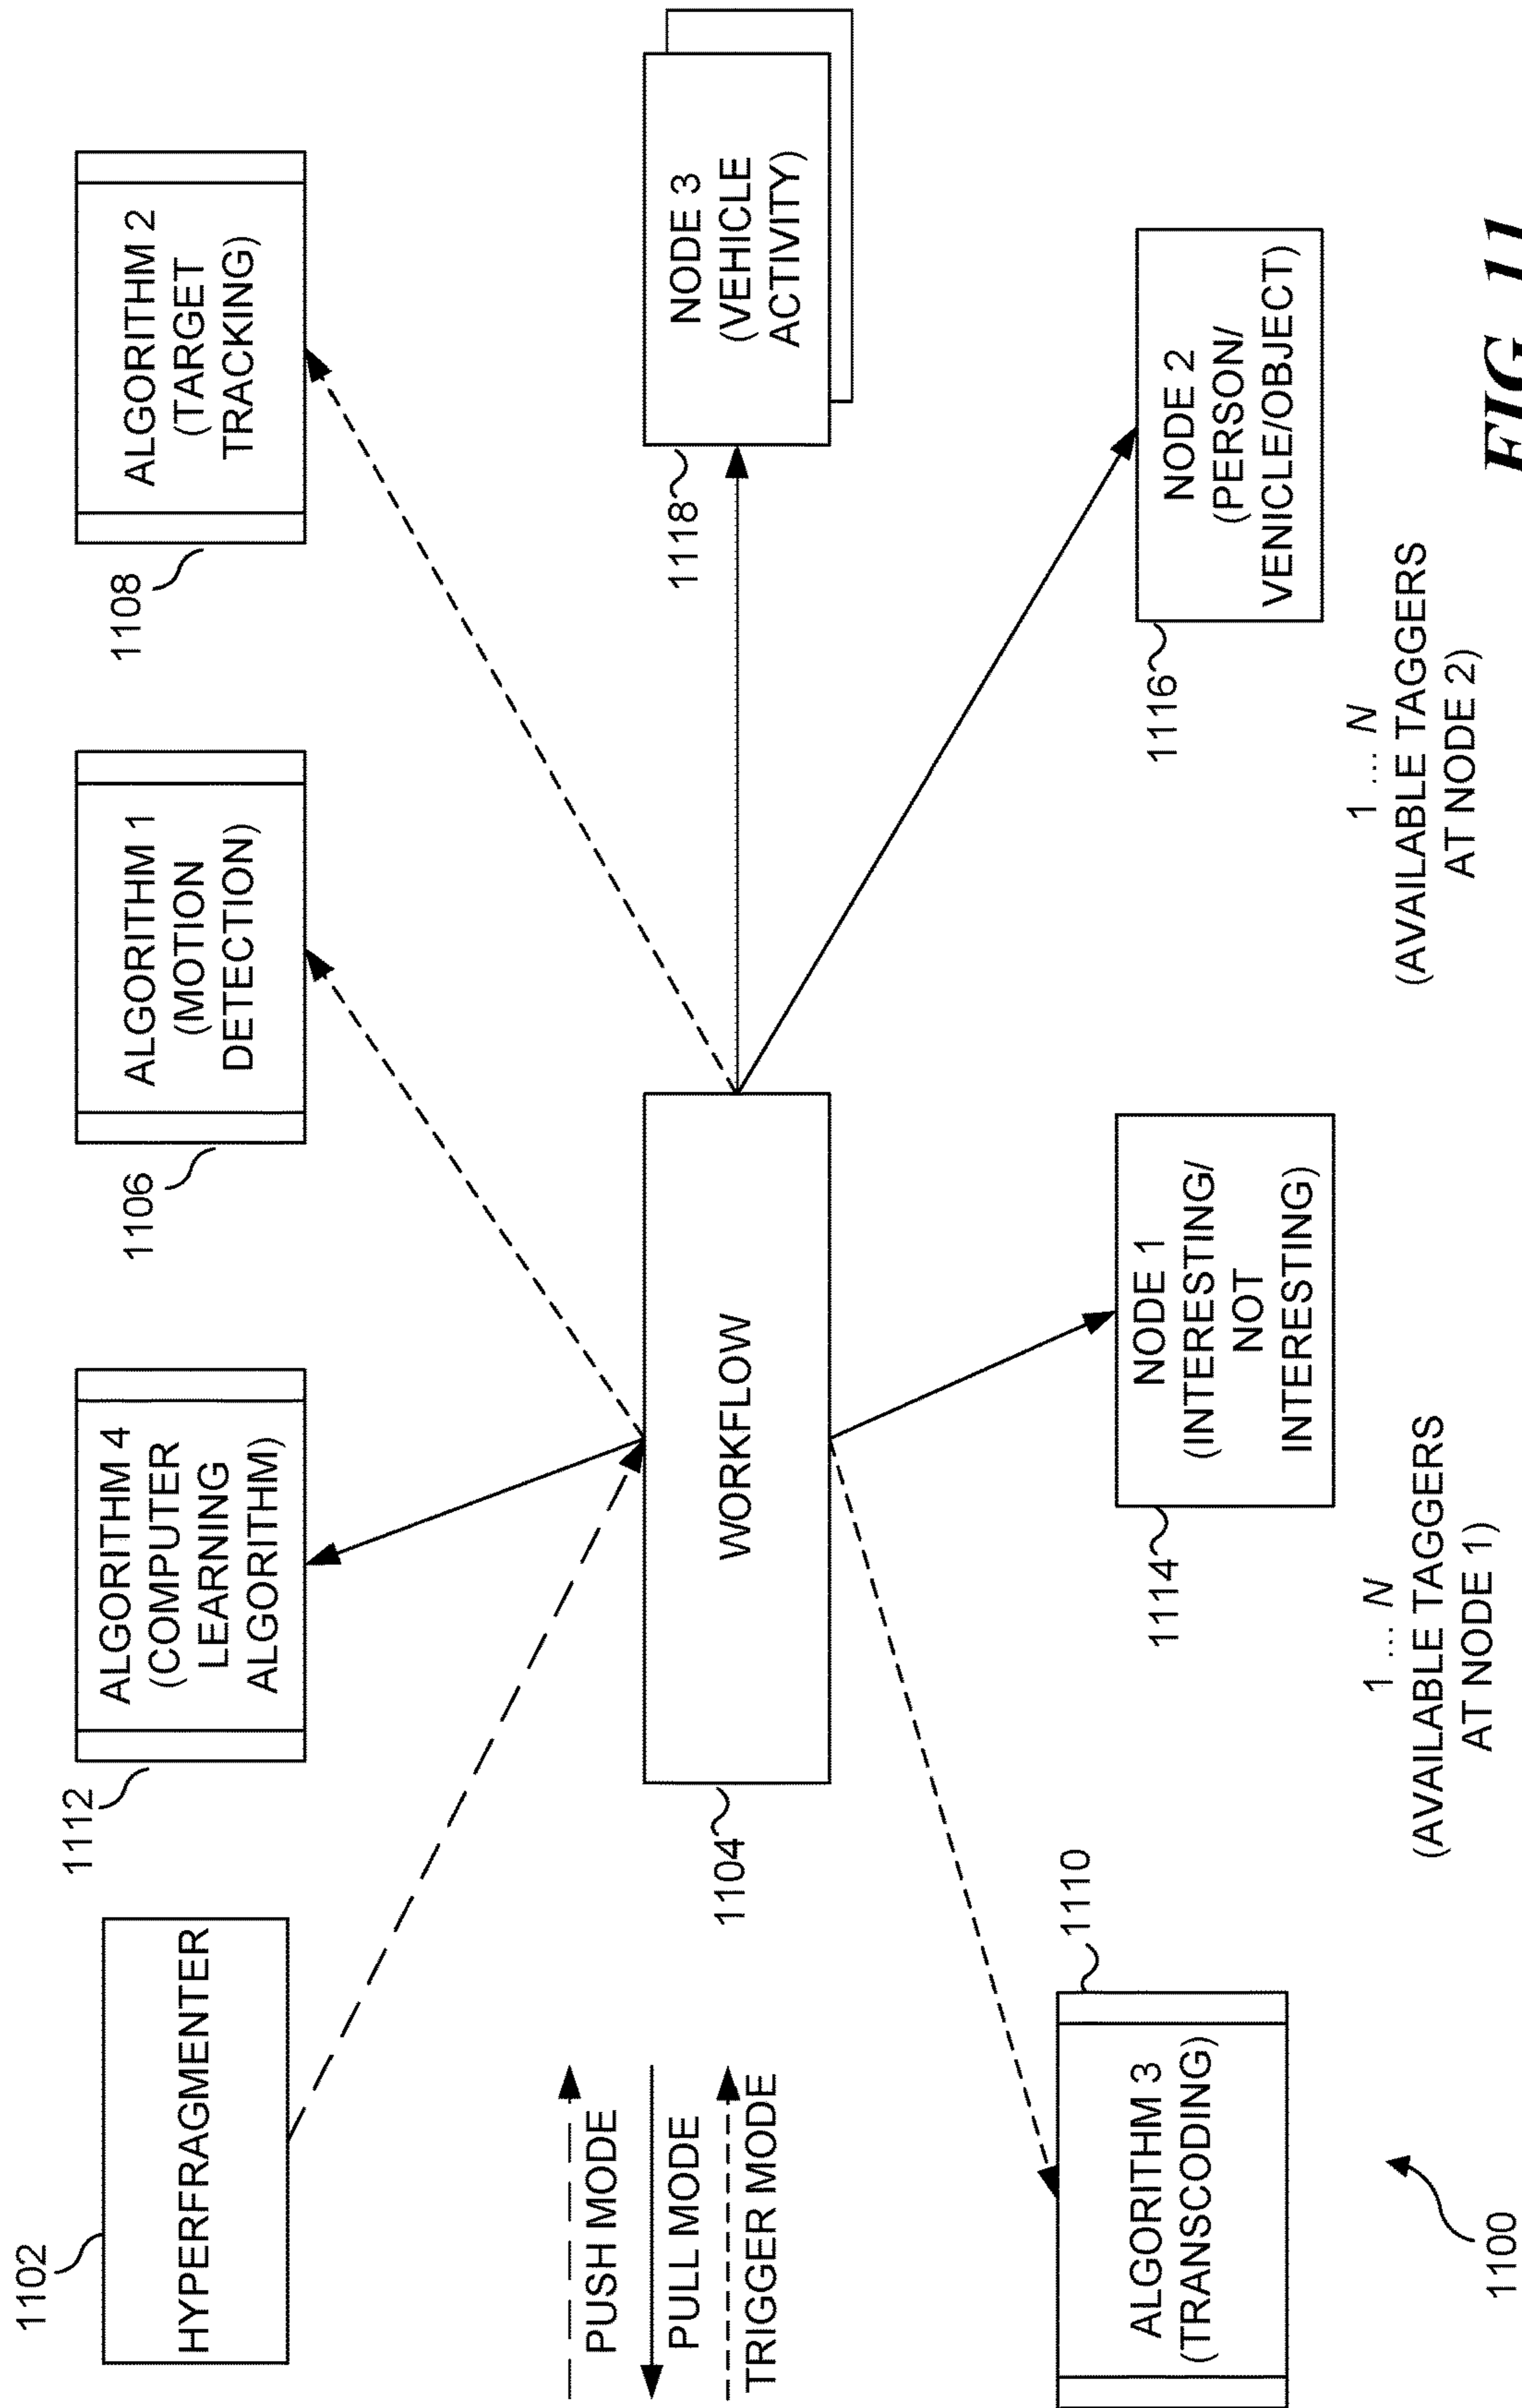 1102
HYPERFRAGMENTER
1112
ALGORITHM 4
(COMPUTER
LEARNING
ALGORITHM)
1106
ALGORITHM 1
(MOTION
DETECTION)
1108
ALGORITHM 2
(TARGET
TRACKING)
PUSH MODE
PULL MODE
TRIGGER MODE
1104
WORKFLOW
1118
NODE 3
(VEHICLE
ACTIVITY)
1110
ALGORITHM 3
(TRANSCODING)
1114
NODE 1
(INTERESTING/
NOT
INTERESTING)
1 .... N
(AVAILABLE TAGGERS
AT NODE 1)
1116
NODE 2
(PERSON/
VENICLE/OBJECT)
1 .... N
(AVAILABLE TAGGERS
AT NODE 2)
1100
FIG. 11